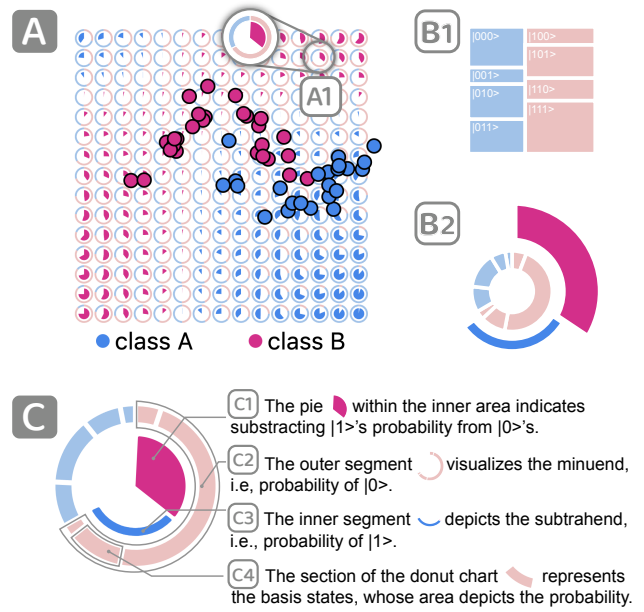 A
A1
class A
class B
B1
|000>
|001>
|010>
|011>
|100>
|101>
|110>
|111>
B2
C
C1 The pie within the inner area indicates
substracting |1>'s probability from |0>'s.
C2 The outer segment visualizes the minuend,
i.e, probability of |0>.
C3 The inner segment depicts the subtrahend,
i.e., probability of |1>.
C4 The section of the donut chart represents
the basis states, whose area depicts the probability.